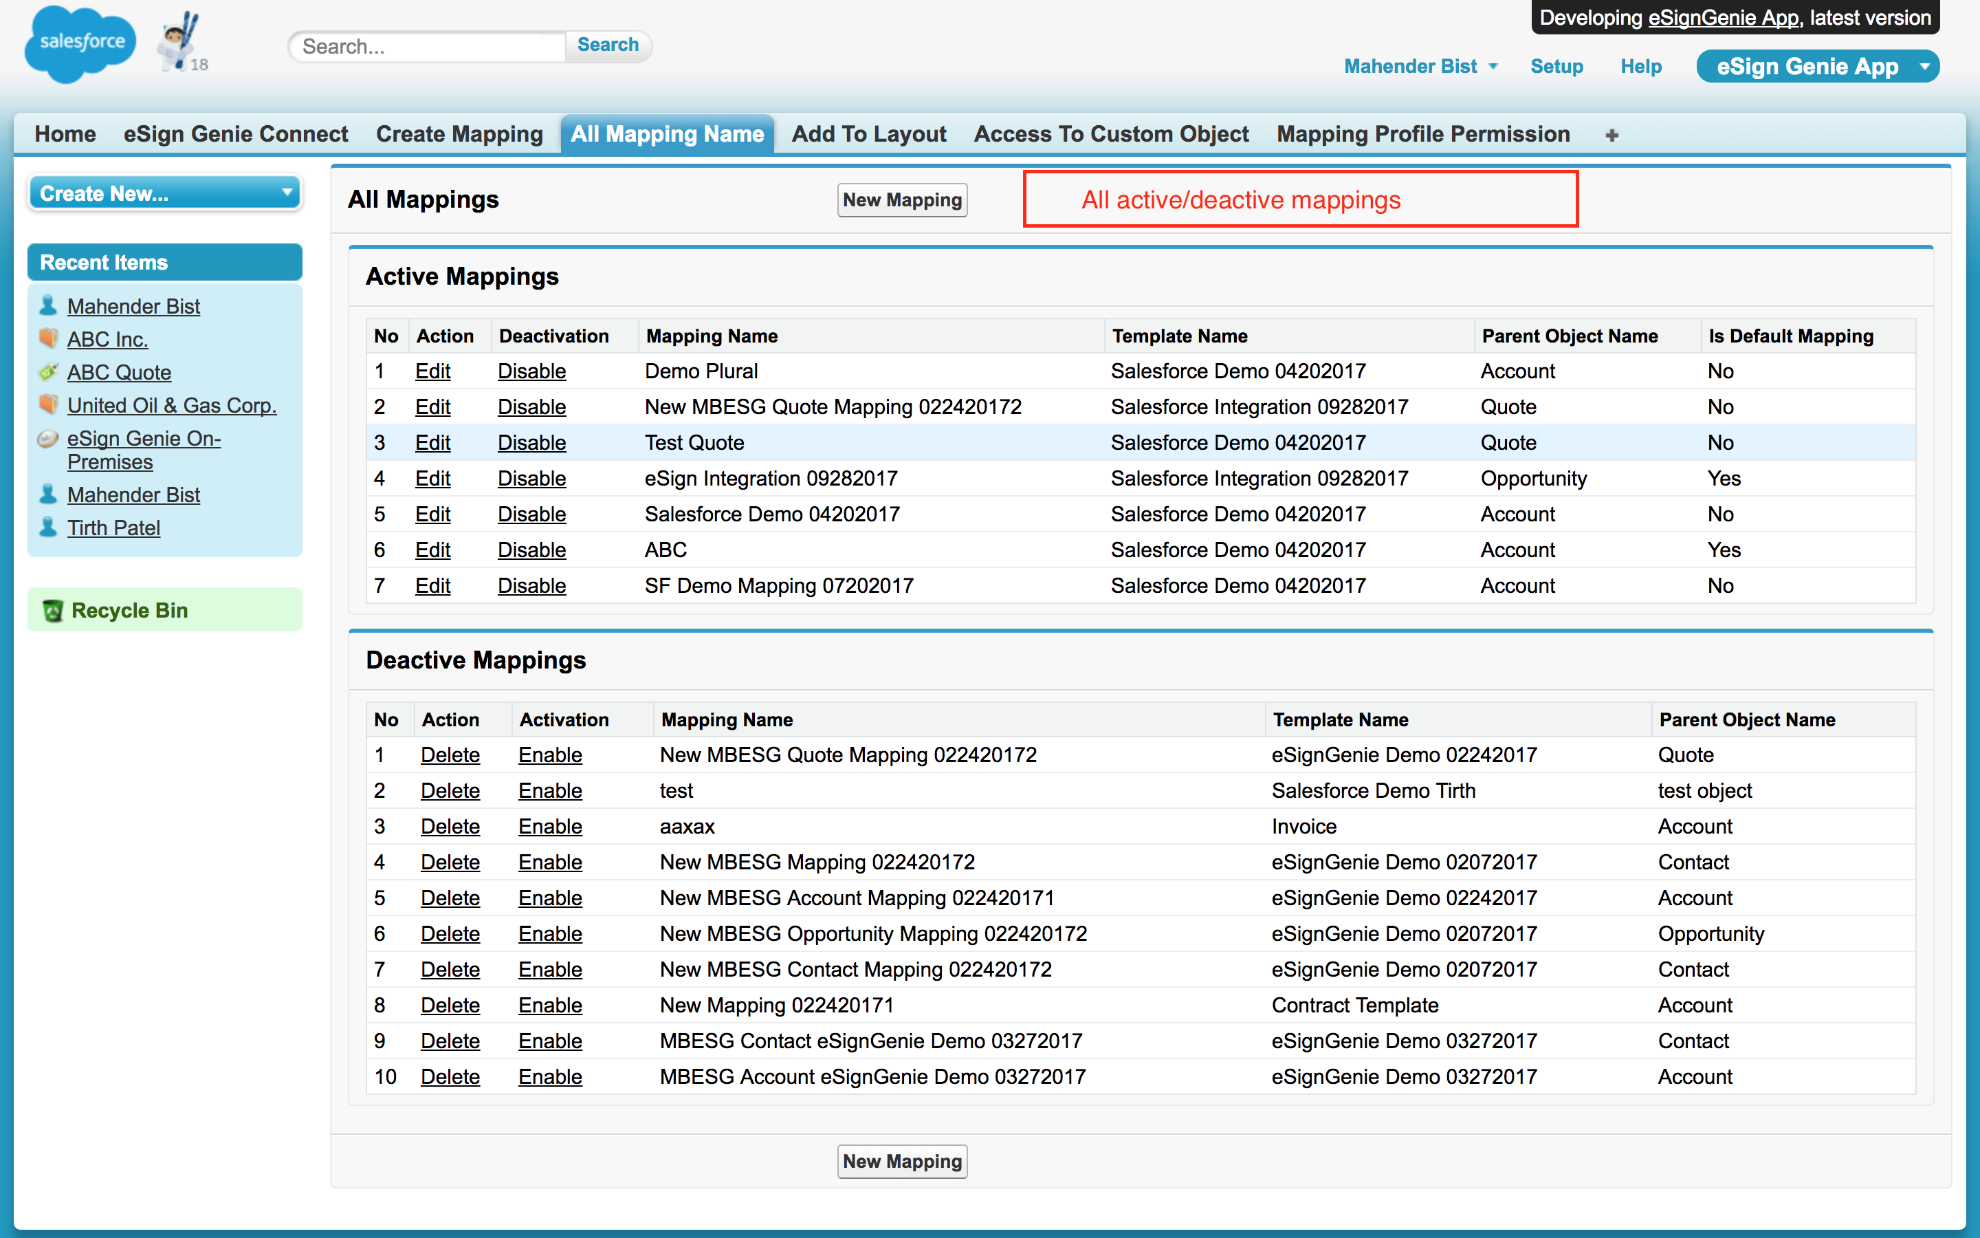 Developing eSignGenie App, latest version
salesforce
18
Search...
Search
Mahender Bist
Setup
Help
eSign Genie App
Home eSign Genie Connect Create Mapping All Mapping Name Add To Layout Access To Custom Object Mapping Profile Permission +
Create New...
Recent Items
Mahender Bist
ABC Inc.
ABC Quote
United Oil & Gas Corp.
eSign Genie On-
Premises
Mahender Bist
Tirth Patel
Recycle Bin
All Mappings New Mapping All active/deactive mappings
Active Mappings
No Action Deactivation Mapping Name Template Name Parent Object Name Is Default Mapping
1 Edit Disable Demo Plural Salesforce Demo 04202017 Account No
2 Edit Disable New MBESG Quote Mapping 022420172 Salesforce Integration 09282017 Quote No
3 Edit Disable Test Quote Salesforce Demo 04202017 Quote No
4 Edit Disable eSign Integration 09282017 Salesforce Integration 09282017 Opportunity Yes
5 Edit Disable Salesforce Demo 04202017 Salesforce Demo 04202017 Account No
6 Edit Disable ABC Salesforce Demo 04202017 Account Yes
7 Edit Disable SF Demo Mapping 07202017 Salesforce Demo 04202017 Account No
Deactive Mappings
No Action Activation Mapping Name Template Name Parent Object Name
1 Delete Enable New MBESG Quote Mapping 022420172 eSignGenie Demo 02242017 Quote
2 Delete Enable test Salesforce Demo Tirth test object
3 Delete Enable aaxax Invoice Account
4 Delete Enable New MBESG Mapping 022420172 eSignGenie Demo 02072017 Contact
5 Delete Enable New MBESG Account Mapping 022420171 eSignGenie Demo 02242017 Account
6 Delete Enable New MBESG Opportunity Mapping 022420172 eSignGenie Demo 02072017 Opportunity
7 Delete Enable New MBESG Contact Mapping 022420172 eSignGenie Demo 02072017 Contact
8 Delete Enable New Mapping 022420171 Contract Template Account
9 Delete Enable MBESG Contact eSignGenie Demo 03272017 eSignGenie Demo 03272017 Contact
10 Delete Enable MBESG Account eSignGenie Demo 03272017 eSignGenie Demo 03272017 Account
New Mapping